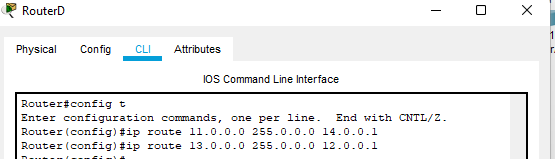 RouterD
Physical Config CLI Attributes
IOS Command Line Interface
Router#config t
Enter configuration commands, one per line.  End with CNTL/Z.
Router(config)#ip route 11.0.0.0 255.0.0.0 14.0.0.1
Router(config)#ip route 13.0.0.0 255.0.0.0 12.0.0.1
Router(config)#